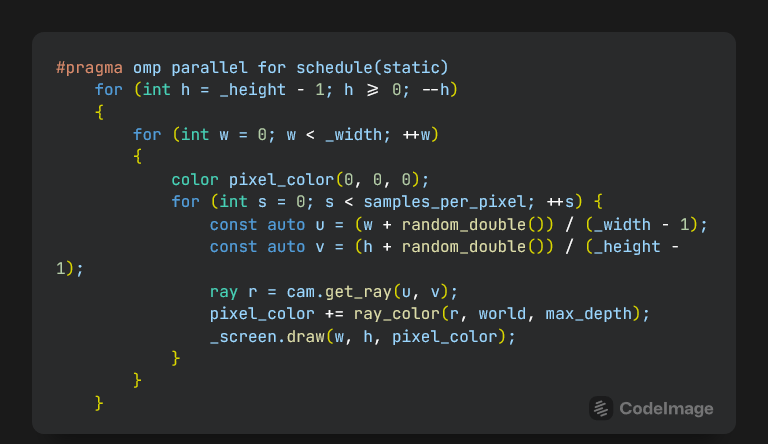 #pragma omp parallel for schedule(static)
    for (int h = _height - 1; h >= 0; --h)
    {
        for (int w = 0; w < _width; ++w)
        {
            color pixel_color(0, 0, 0);
            for (int s = 0; s < samples_per_pixel; ++s) {
                const auto u = (w + random_double()) / (_width - 1);
                const auto v = (h + random_double()) / (_height -
1);
                ray r = cam.get_ray(u, v);
                pixel_color += ray_color(r, world, max_depth);
                _screen.draw(w, h, pixel_color);
            }
        }
    }
CodeImage